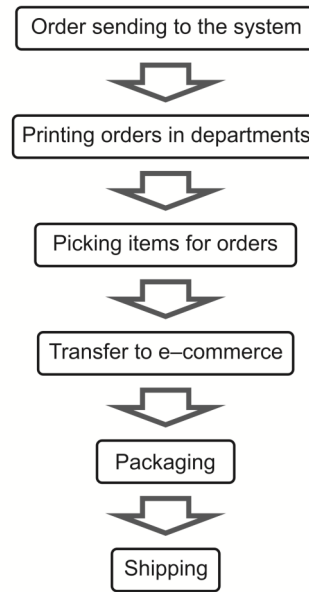 Order sending to the system
Printing orders in departments
Picking items for orders
Transfer to e–commerce
Packaging
Shipping